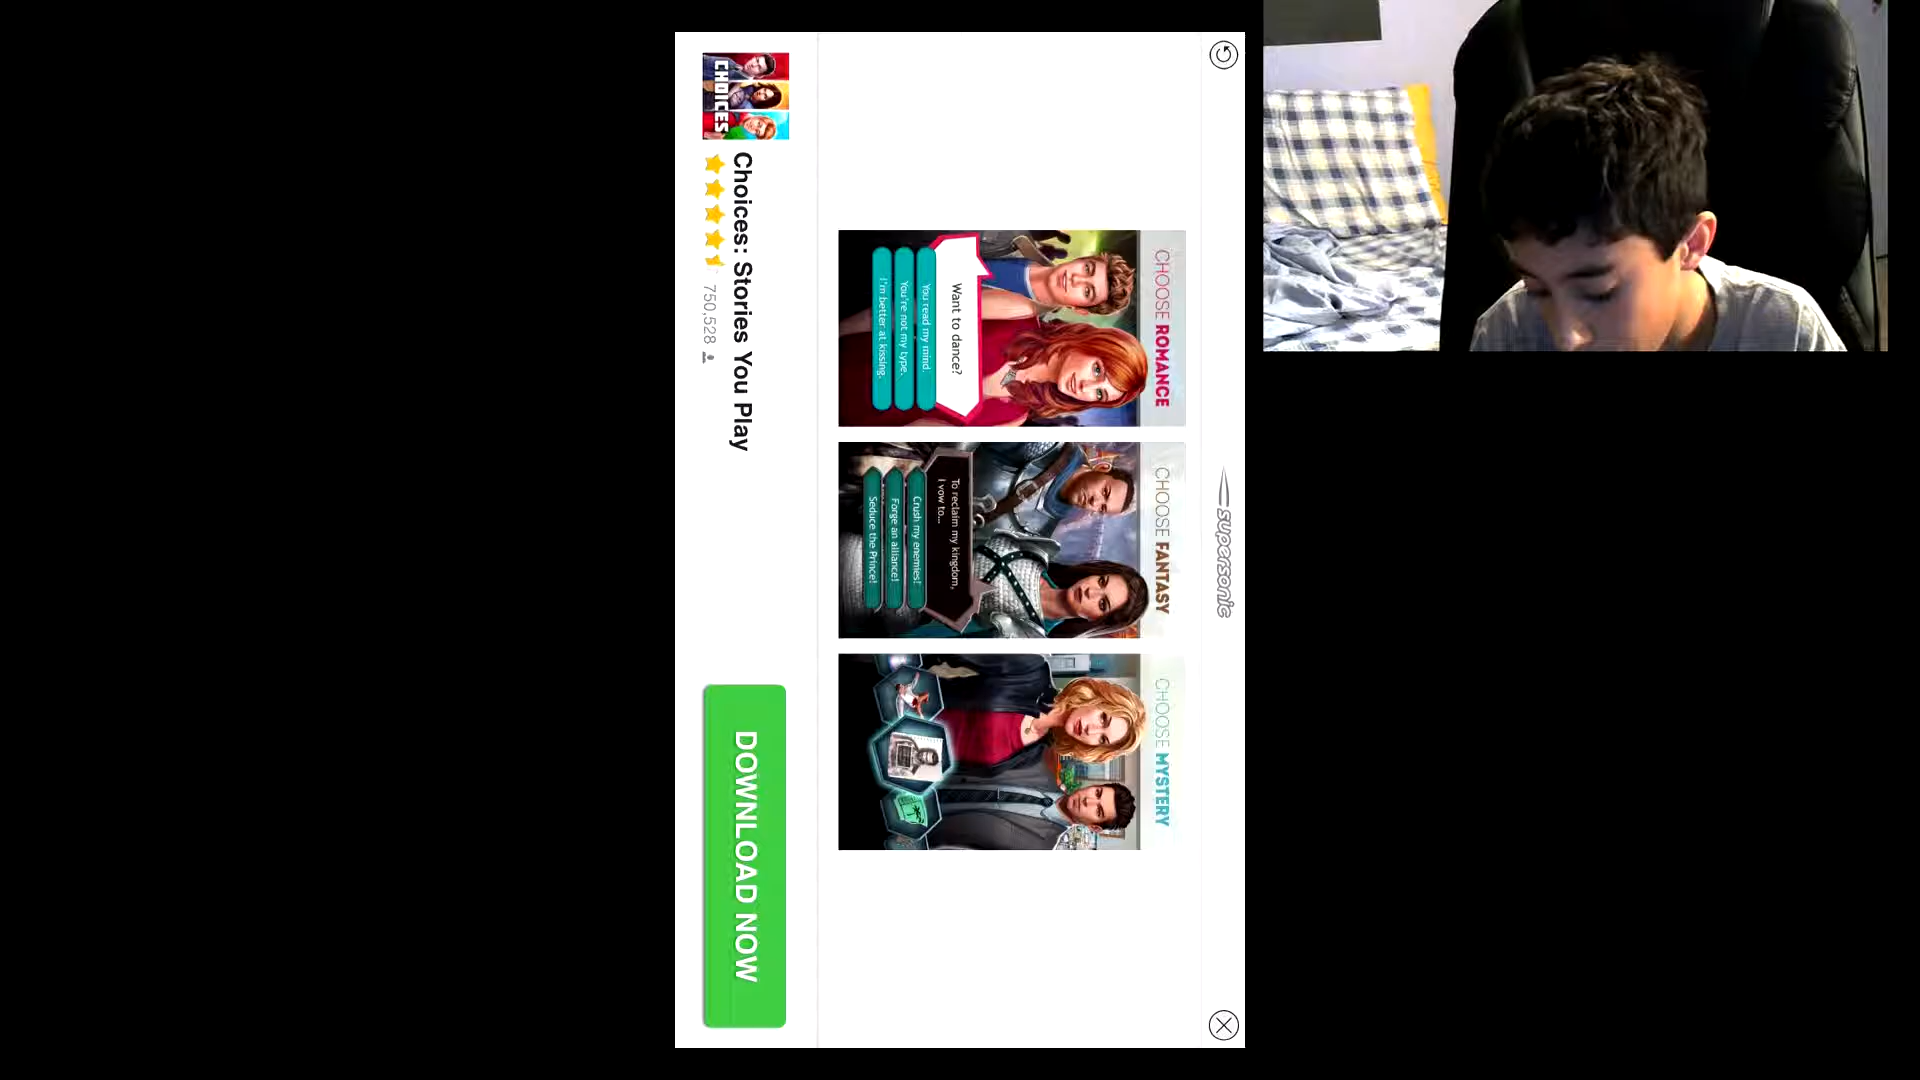 supersonic
CHOOSE ROMANCE
Want to dance?
You read my mind.
You're not my type.
I'm better at kissing.
CHOOSE FANTASY
To reclaim my kingdom,
I vow to...
Crush my enemies!
Forge an alliance!
Seduce the Prince!
CHOOSE MYSTERY
CHOICES
Choices: Stories You Play
750,528
DOWNLOAD NOW